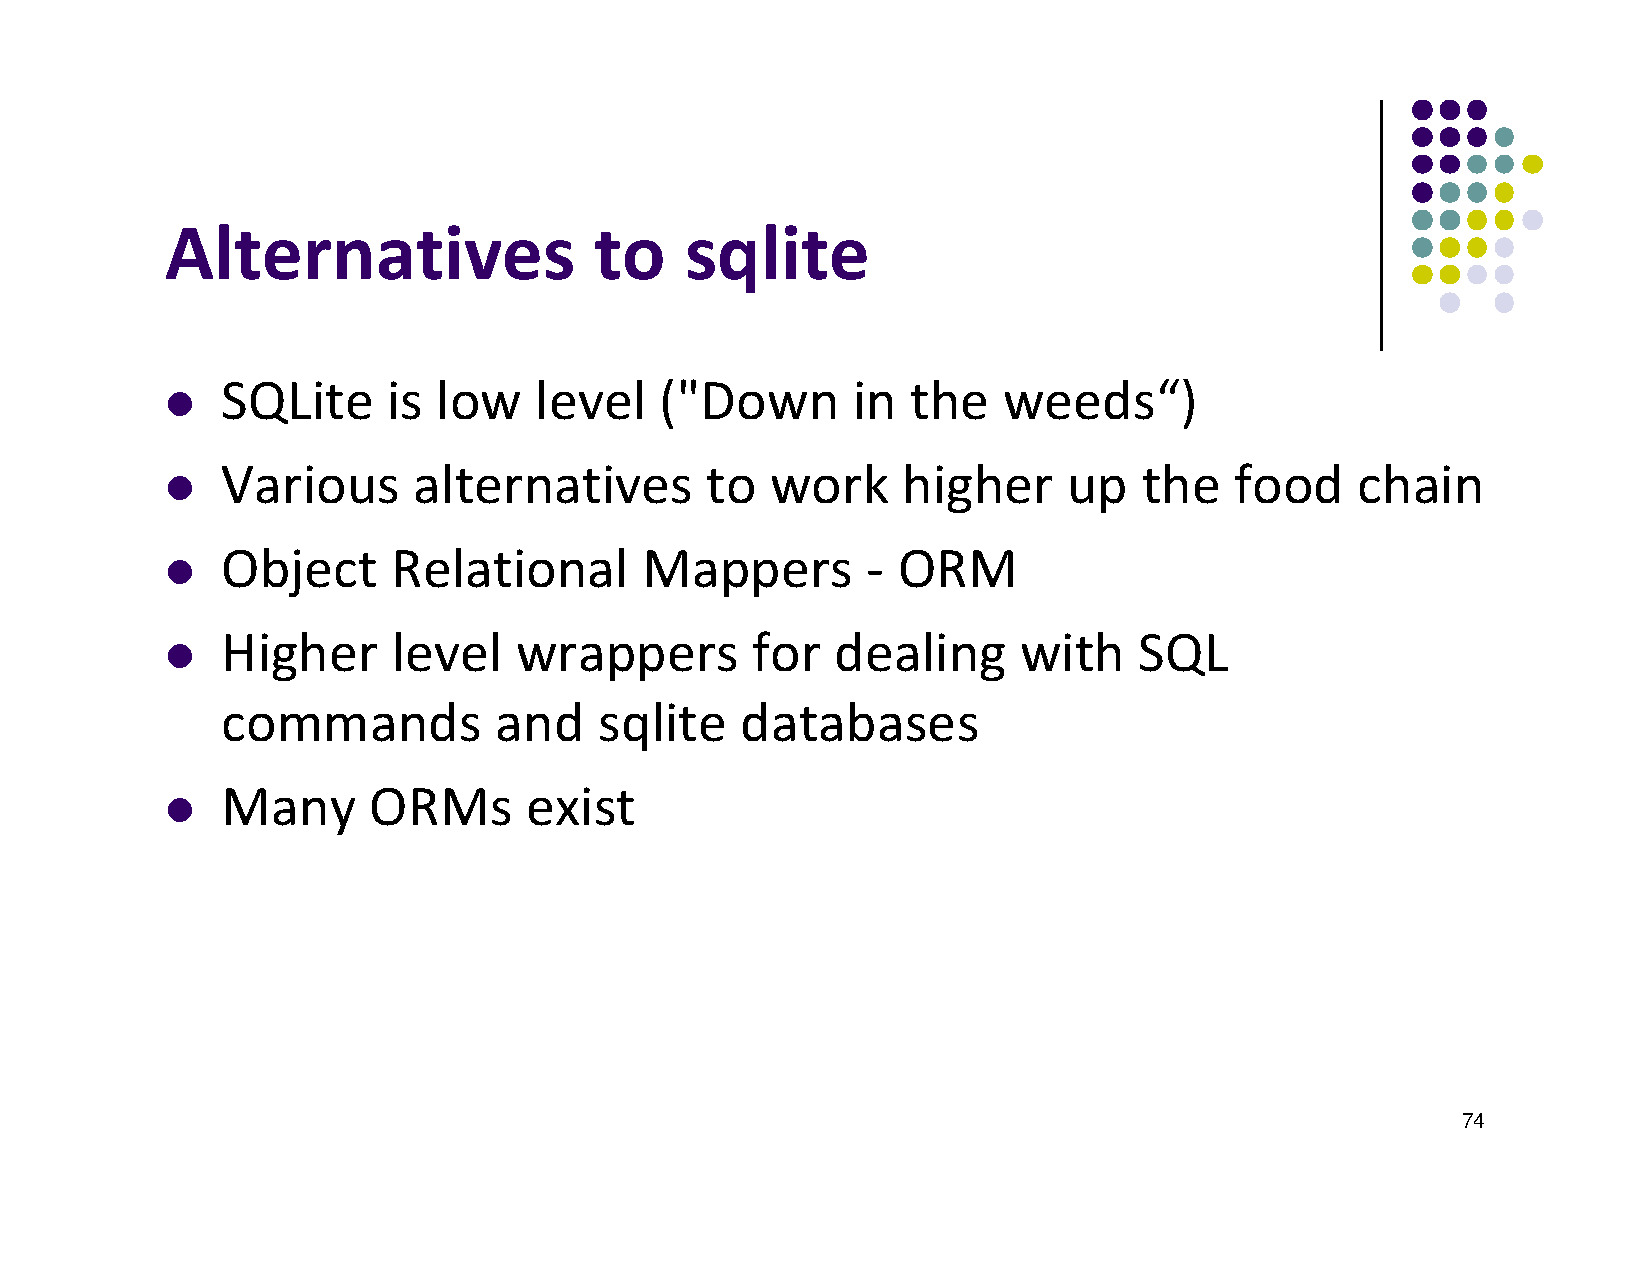 Alternatives to sqlite
SQLite is low level ("Down in the weeds“)
Various alternatives to work higher up the food chain
Object Relational Mappers - ORM
Higher level wrappers for dealing with SQL
commands and sqlite databases
Many ORMs exist
74